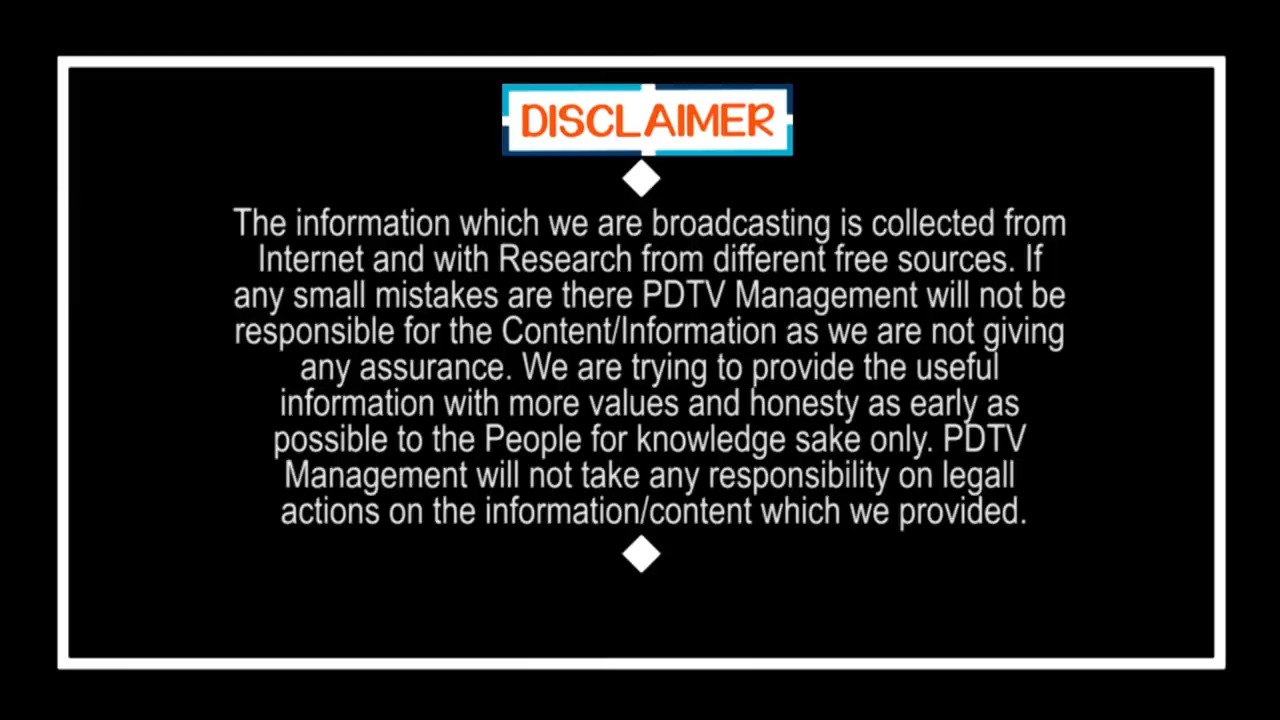 DISCLAIMER
The information which we are broadcasting is collected from
Internet and with Research from different free sources. If
any small mistakes are there PDTV Management will not be
responsible for the Content/Information as we are not giving
any assurance. We are trying to provide the useful
information with more values and honesty as early as
possible to the People for knowledge sake only. PDTV
Management will not take any responsibility on legall
actions on the information/content which we provided.